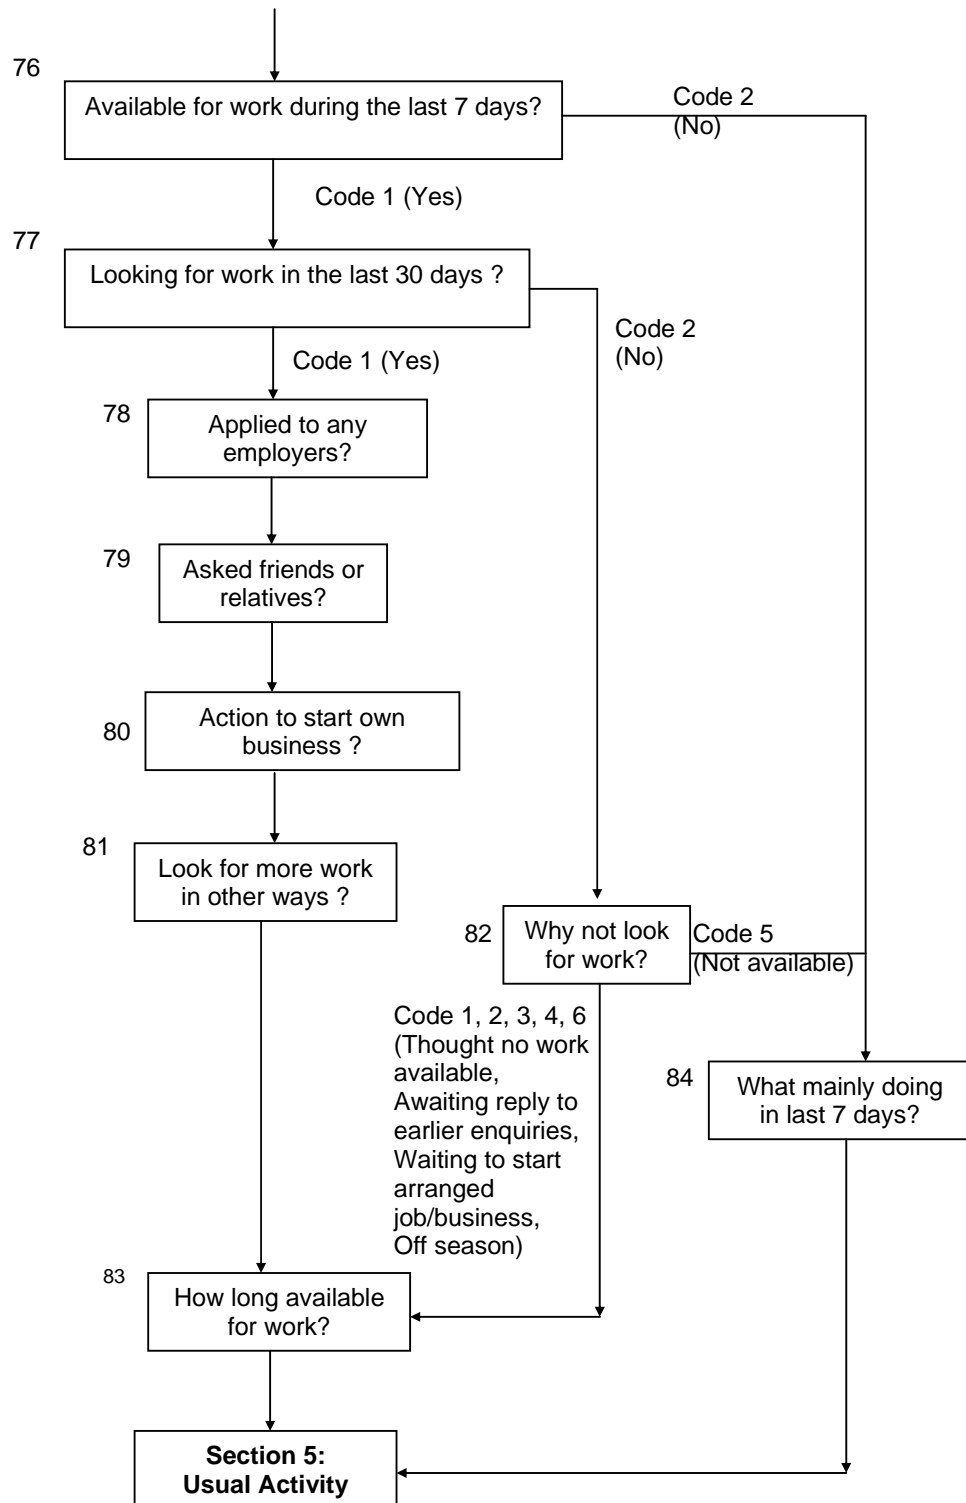 76
Available for work during the last 7 days?
Code 2
(No)
Code 1 (Yes)
77
Looking for work in the last 30 days ?
Code 2
(No)
Code 1 (Yes)
78
Applied to any
employers?
79
Asked friends or
relatives?
80
Action to start own
business ?
81
Look for more work
in other ways ?
82
Why not look
for work?
Code 5
(Not available)
Code 1, 2, 3, 4, 6
(Thought no work
available,
Awaiting reply to
earlier enquiries,
Waiting to start
arranged
job/business,
Off season)
84
What mainly doing
in last 7 days?
83
How long available
for work?
Section 5:
Usual Activity